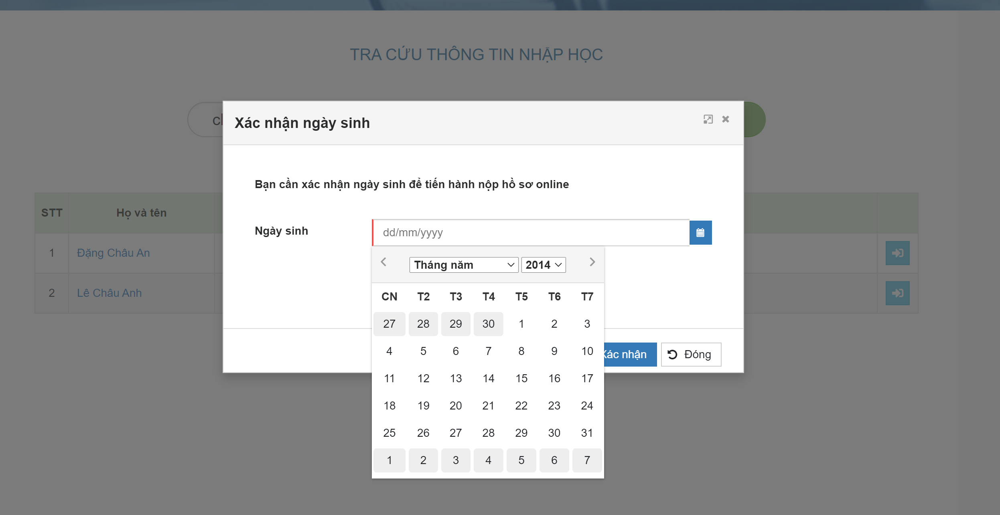 TRA CỨU THÔNG TIN NHẬP HỌC
Xác nhận ngày sinh
Bạn cần xác nhận ngày sinh để tiến hành nộp hồ sơ online
Ngày sinh dd/mm/yyyy
STT Họ và tên
1 Đặng Châu An
2 Lê Châu Anh
Tháng năm 2014
CN T2 T3 T4 T5 T6 T7
27 28 29 30 1 2 3
4 5 6 7 8 9 10
11 12 13 14 15 16 17
18 19 20 21 22 23 24
25 26 27 28 29 30 31
1 2 3 4 5 6 7
Xác nhận Đóng